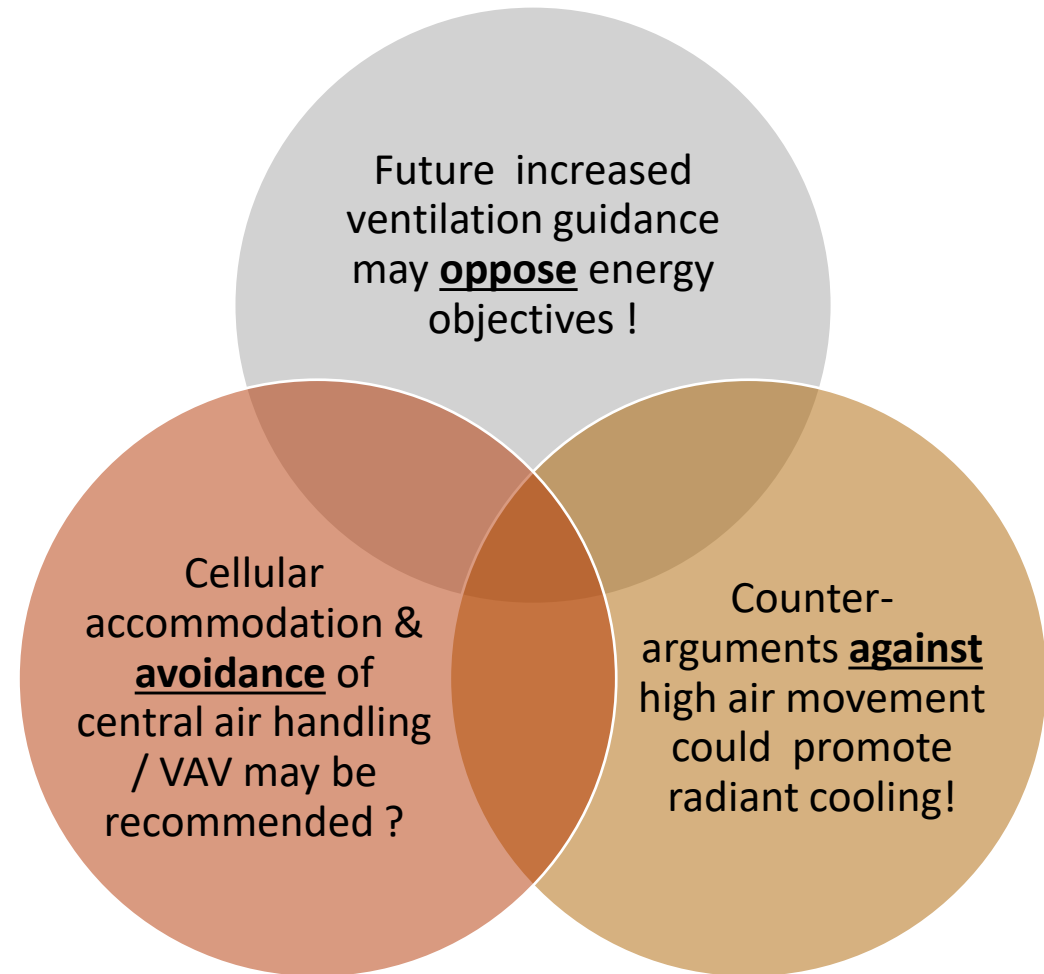 Future increased
ventilation guidance
may oppose energy
objectives !
Cellular
accommodation &
avoidance of
central air handling
/ VAV may be
recommended ?
Counter-
arguments against
high air movement
could promote
radiant cooling!